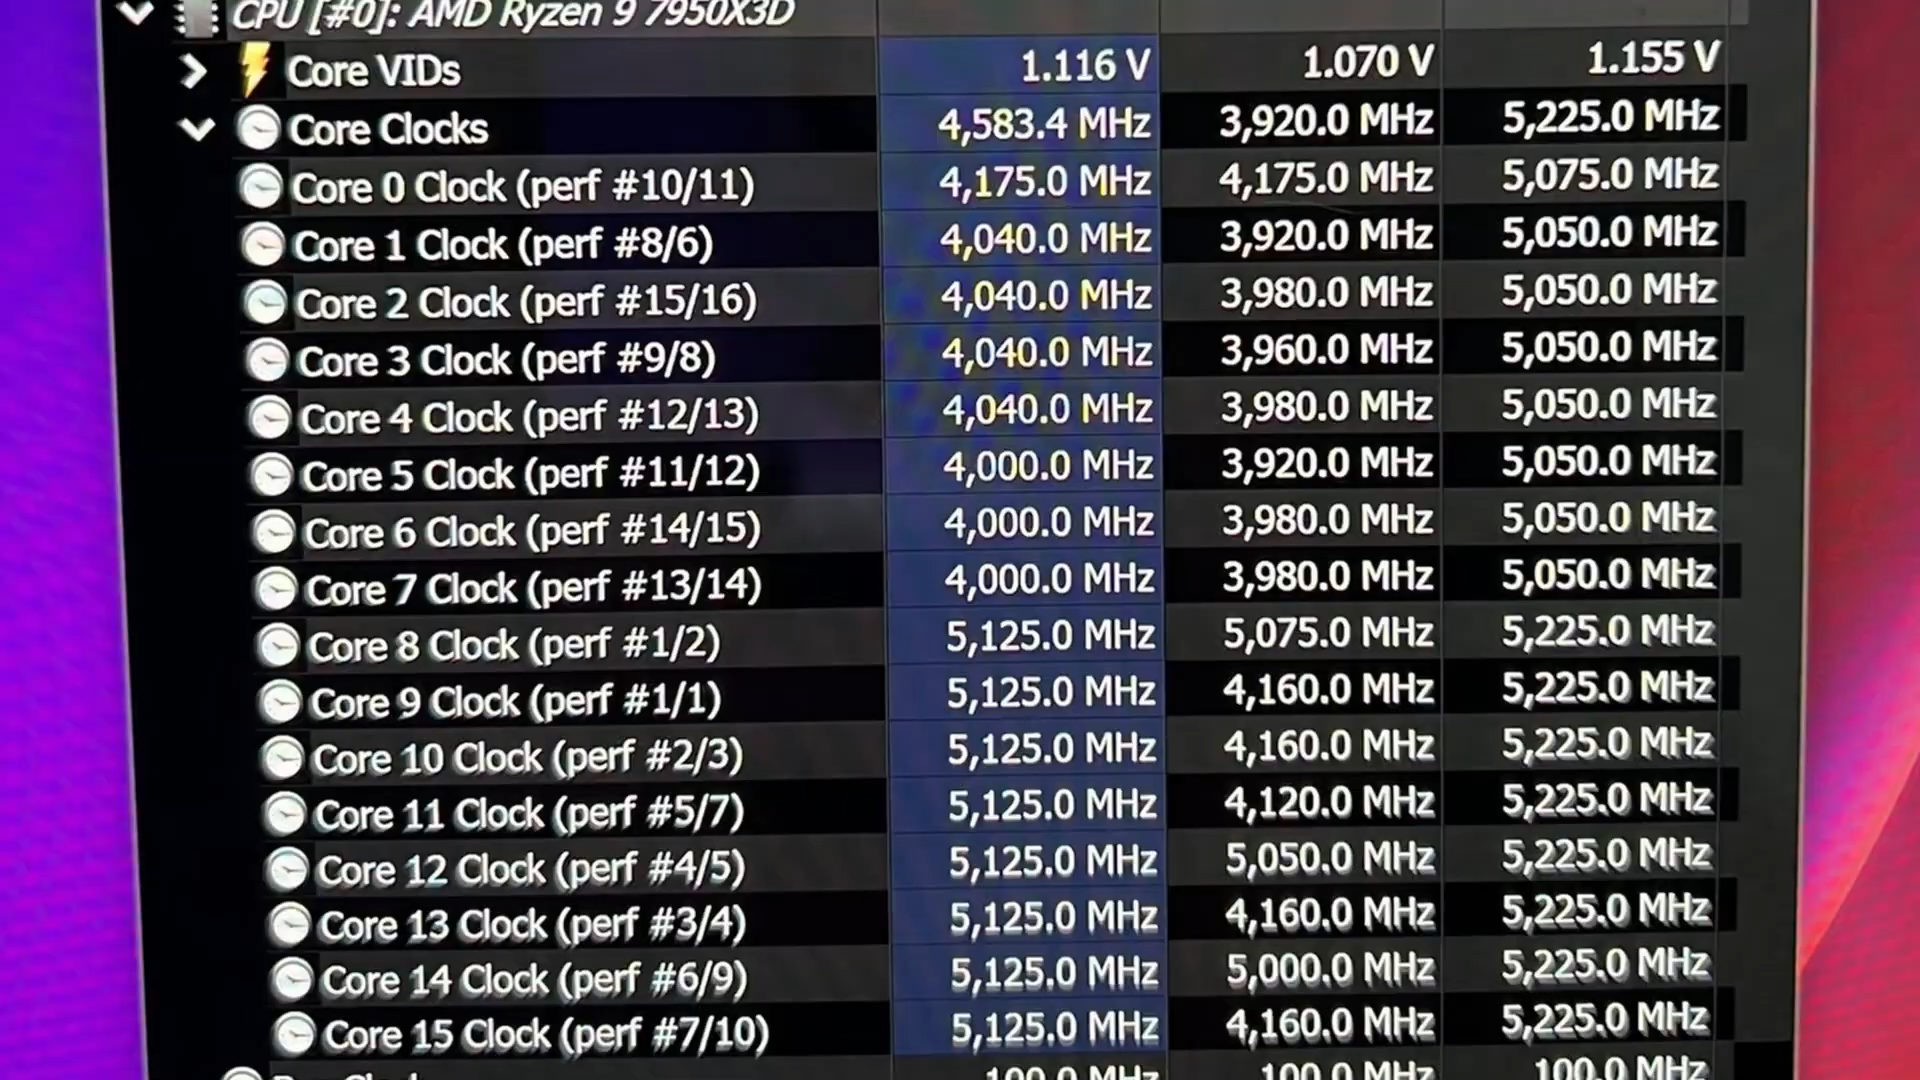 CPU [#0]: AMD Ryzen 9 7950X3D
Core VIDs 1.116 V 1.070 V 1.155 V
Core Clocks 4,583.4 MHz 3,920.0 MHz 5,225.0 MHz
Core 0 Clock (perf #10/11) 4,175.0 MHz 4,175.0 MHz 5,075.0 MHz
Core 1 Clock (perf #8/6) 4,040.0 MHz 3,920.0 MHz 5,050.0 MHz
Core 2 Clock (perf #15/16) 4,040.0 MHz 3,980.0 MHz 5,050.0 MHz
Core 3 Clock (perf #9/8) 4,040.0 MHz 3,960.0 MHz 5,050.0 MHz
Core 4 Clock (perf #12/13) 4,040.0 MHz 3,980.0 MHz 5,050.0 MHz
Core 5 Clock (perf #11/12) 4,000.0 MHz 3,920.0 MHz 5,050.0 MHz
Core 6 Clock (perf #14/15) 4,000.0 MHz 3,980.0 MHz 5,050.0 MHz
Core 7 Clock (perf #13/14) 4,000.0 MHz 3,980.0 MHz 5,050.0 MHz
Core 8 Clock (perf #1/2) 5,125.0 MHz 5,075.0 MHz 5,225.0 MHz
Core 9 Clock (perf #1/1) 5,125.0 MHz 4,160.0 MHz 5,225.0 MHz
Core 10 Clock (perf #2/3) 5,125.0 MHz 4,160.0 MHz 5,225.0 MHz
Core 11 Clock (perf #5/7) 5,125.0 MHz 4,120.0 MHz 5,225.0 MHz
Core 12 Clock (perf #4/5) 5,125.0 MHz 5,050.0 MHz 5,225.0 MHz
Core 13 Clock (perf #3/4) 5,125.0 MHz 4,160.0 MHz 5,225.0 MHz
Core 14 Clock (perf #6/9) 5,125.0 MHz 5,000.0 MHz 5,225.0 MHz
Core 15 Clock (perf #7/10) 5,125.0 MHz 4,160.0 MHz 5,225.0 MHz
100.0 MHz 100.0 MHz 100.0 MHz